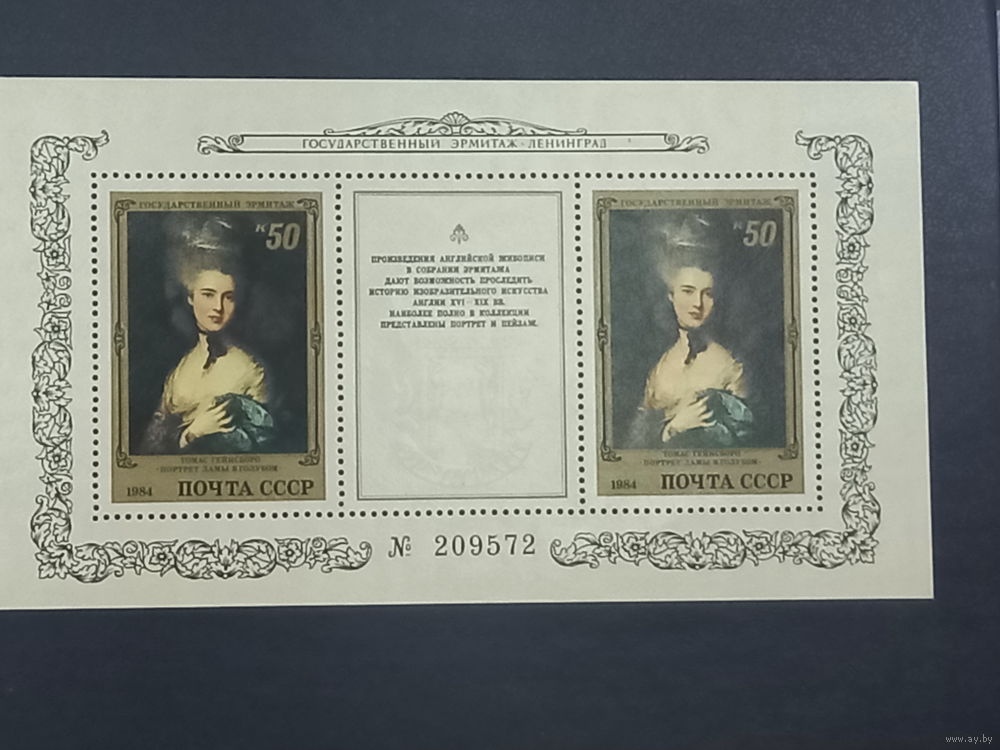 ГОСУДАРСТВЕННЫЙ ЭРМИТАЖ · ЛЕНИНГРАД
ГОСУДАРСТВЕННЫЙ ЭРМИТАЖ
К 50
ТОМАС ГЕЙНСБОРО
«ПОРТРЕТ ДАМЫ В ГОЛУБОМ»
1984 ПОЧТА СССР
ПРОИЗВЕДЕНИЯ АНГЛИЙСКОЙ ЖИВОПИСИ
В СОБРАНИИ ЭРМИТАЖА
ДАЮТ ВОЗМОЖНОСТЬ ПРОСЛЕДИТЬ
ИСТОРИЮ ИЗОБРАЗИТЕЛЬНОГО ИСКУССТВА
АНГЛИИ XVI - XIX ВВ.
НАИБОЛЕЕ ПОЛНО В КОЛЛЕКЦИИ
ПРЕДСТАВЛЕНЫ ПОРТРЕТ И ПЕЙЗАЖ.
ГОСУДАРСТВЕННЫЙ ЭРМИТАЖ
К 50
ТОМАС ГЕЙНСБОРО
«ПОРТРЕТ ДАМЫ В ГОЛУБОМ»
1984 ПОЧТА СССР
№ 209572
www.ay.by